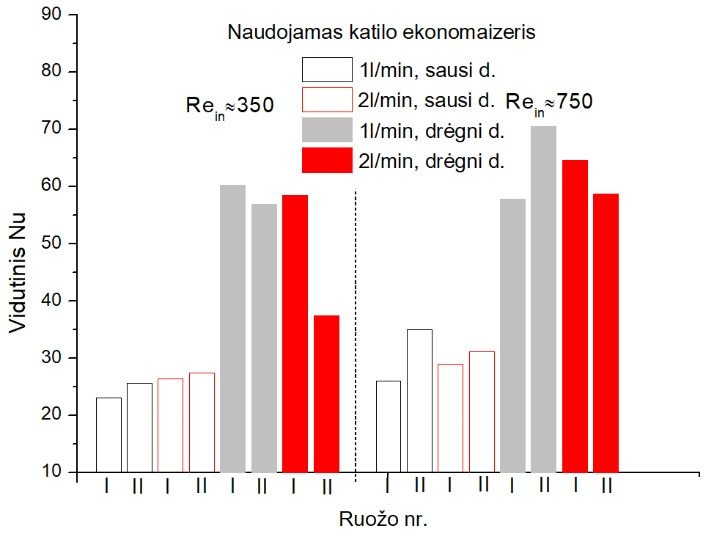 Naudojamas katilo ekonomaizeris
1l/min, sausi d.
2l/min, sausi d.
1l/min, drėgni d.
2l/min, drėgni d.
Re_in≈350
Re_in≈750
90
80
70
60
50
40
30
20
10
Vidutinis Nu
I II I II I II I II I II I II I II I II
Ruožo nr.